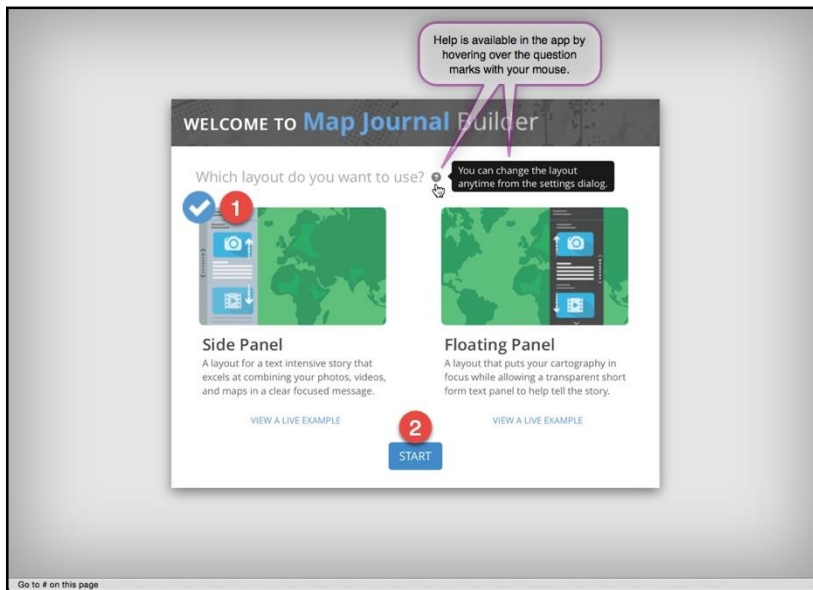 Help is available in the app by
hovering over the question
marks with your mouse.
WELCOME TO Map Journal Builder
Which layout do you want to use? ?
You can change the layout
anytime from the settings dialog.
1
Side Panel
A layout for a text intensive story that
excels at combining your photos, videos,
and maps in a clear focused message.
VIEW A LIVE EXAMPLE
Floating Panel
A layout that puts your cartography in
focus while allowing a transparent short
form text panel to help tell the story.
VIEW A LIVE EXAMPLE
2
START
Go to # on this page